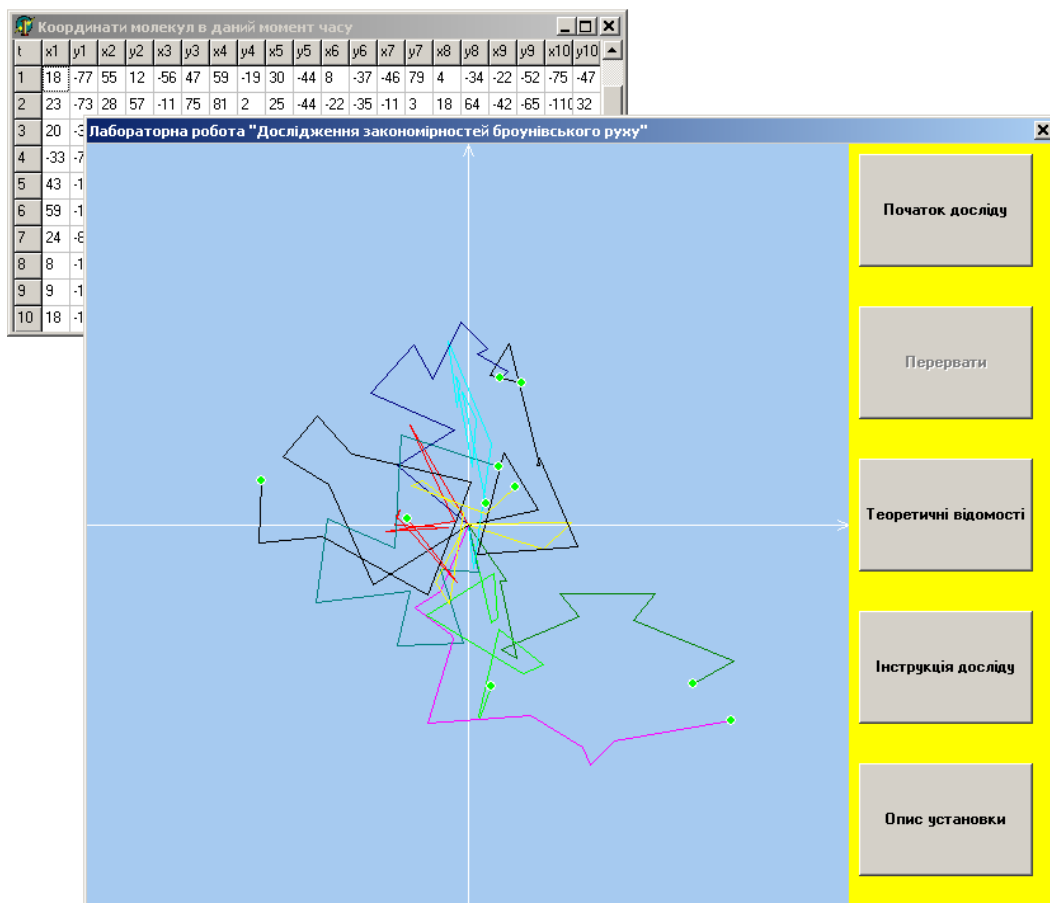 Координати молекул в даний момент часу
t x1 y1 x2 y2 x3 y3 x4 y4 x5 y5 x6 y6 x7 y7 x8 y8 x9 y9 x10 y10
1 18 -77 55 12 -56 47 59 -19 30 -44 8 -37 -46 79 4 -34 -22 -52 -75 -47
2 23 -73 28 57 -11 75 81 2 25 -44 -22 -35 -11 3 18 64 -42 -65 -110 32
3 20
4 -33
5 43
6 59
7 24
8 8
9 9
10 18
Лабораторна робота "Дослідження закономірностей броунівського руху"
Початок досліду
Перервати
Теоретичні відомості
Інструкція досліду
Опис установки